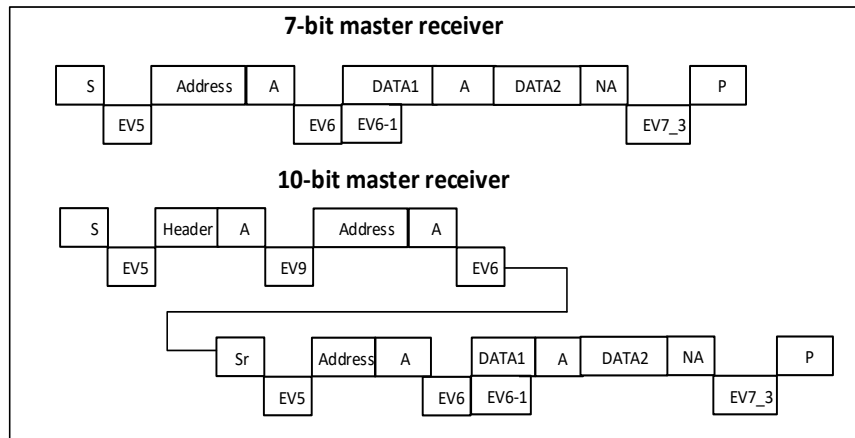 7-bit master receiver
S Address A DATA1 A DATA2 NA P
EV5 EV6 EV6-1 EV7_3
10-bit master receiver
S Header A Address A
EV5 EV9 EV6
Sr Address A DATA1 A DATA2 NA P
EV5 EV6 EV6-1 EV7_3